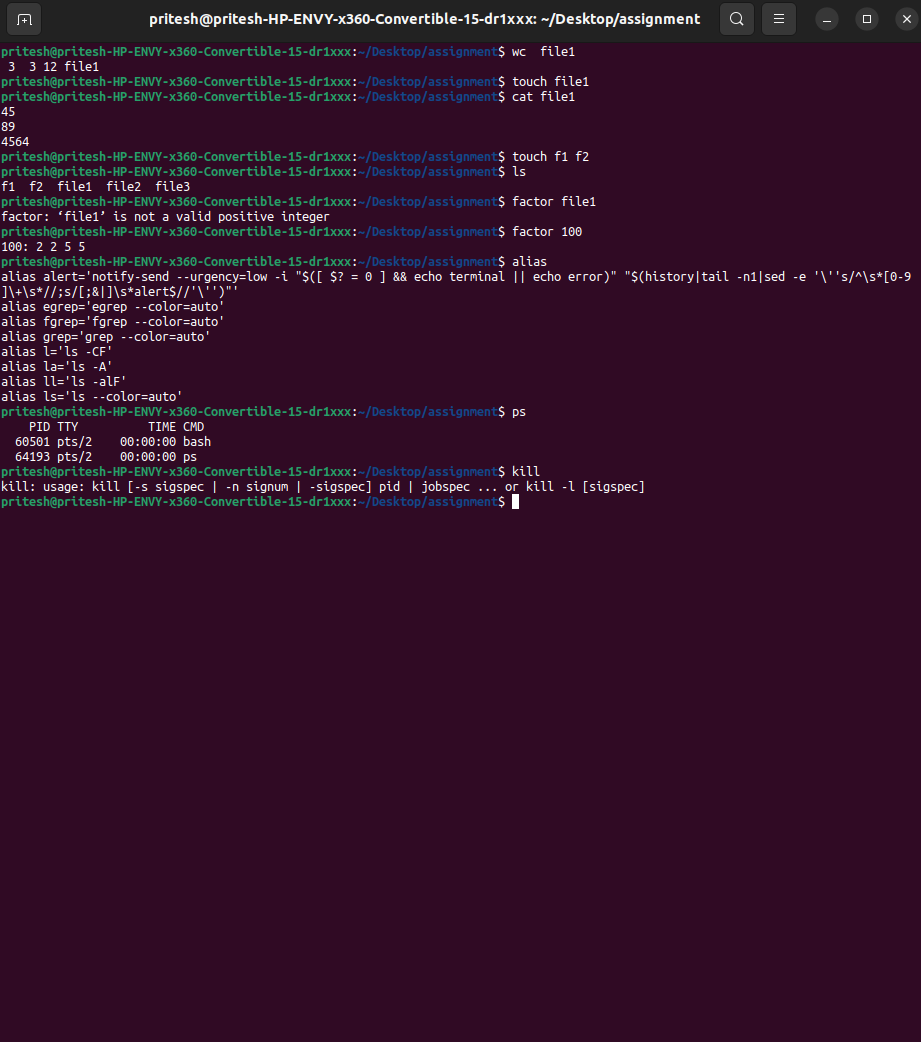 pritesh@pritesh-HP-ENVY-x360-Convertible-15-dr1xxx: ~/Desktop/assignment
pritesh@pritesh-HP-ENVY-x360-Convertible-15-dr1xxx:~/Desktop/assignment$ wc  file1
 3  3 12 file1
pritesh@pritesh-HP-ENVY-x360-Convertible-15-dr1xxx:~/Desktop/assignment$ touch file1
pritesh@pritesh-HP-ENVY-x360-Convertible-15-dr1xxx:~/Desktop/assignment$ cat file1
45
89
4564
pritesh@pritesh-HP-ENVY-x360-Convertible-15-dr1xxx:~/Desktop/assignment$ touch f1 f2
pritesh@pritesh-HP-ENVY-x360-Convertible-15-dr1xxx:~/Desktop/assignment$ ls
f1  f2  file1  file2  file3
pritesh@pritesh-HP-ENVY-x360-Convertible-15-dr1xxx:~/Desktop/assignment$ factor file1
factor: ‘file1’ is not a valid positive integer
pritesh@pritesh-HP-ENVY-x360-Convertible-15-dr1xxx:~/Desktop/assignment$ factor 100
100: 2 2 5 5
pritesh@pritesh-HP-ENVY-x360-Convertible-15-dr1xxx:~/Desktop/assignment$ alias
alias alert='notify-send --urgency=low -i "$([ $? = 0 ] && echo terminal || echo error)" "$(history|tail -n1|sed -e '\''s/^\s*[0-9
]\+\s*//;s/[;&|]\s*alert$//'\'')"'
alias egrep='egrep --color=auto'
alias fgrep='fgrep --color=auto'
alias grep='grep --color=auto'
alias l='ls -CF'
alias la='ls -A'
alias ll='ls -alF'
alias ls='ls --color=auto'
pritesh@pritesh-HP-ENVY-x360-Convertible-15-dr1xxx:~/Desktop/assignment$ ps
    PID TTY          TIME CMD
  60501 pts/2    00:00:00 bash
  64193 pts/2    00:00:00 ps
pritesh@pritesh-HP-ENVY-x360-Convertible-15-dr1xxx:~/Desktop/assignment$ kill
kill: usage: kill [-s sigspec | -n signum | -sigspec] pid | jobspec ... or kill -l [sigspec]
pritesh@pritesh-HP-ENVY-x360-Convertible-15-dr1xxx:~/Desktop/assignment$